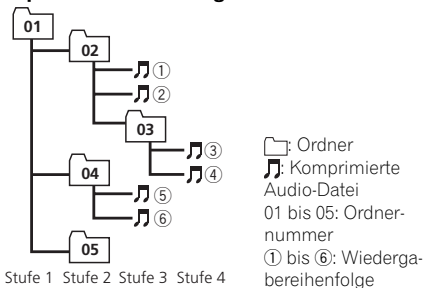 01
02
①
②
03
③
④
04
⑤
⑥
05
Stufe 1 Stufe 2 Stufe 3 Stufe 4
: Ordner
: Komprimierte
Audio-Datei
01 bis 05: Ordner-
nummer
① bis ⑥: Wiederga-
bereihenfolge